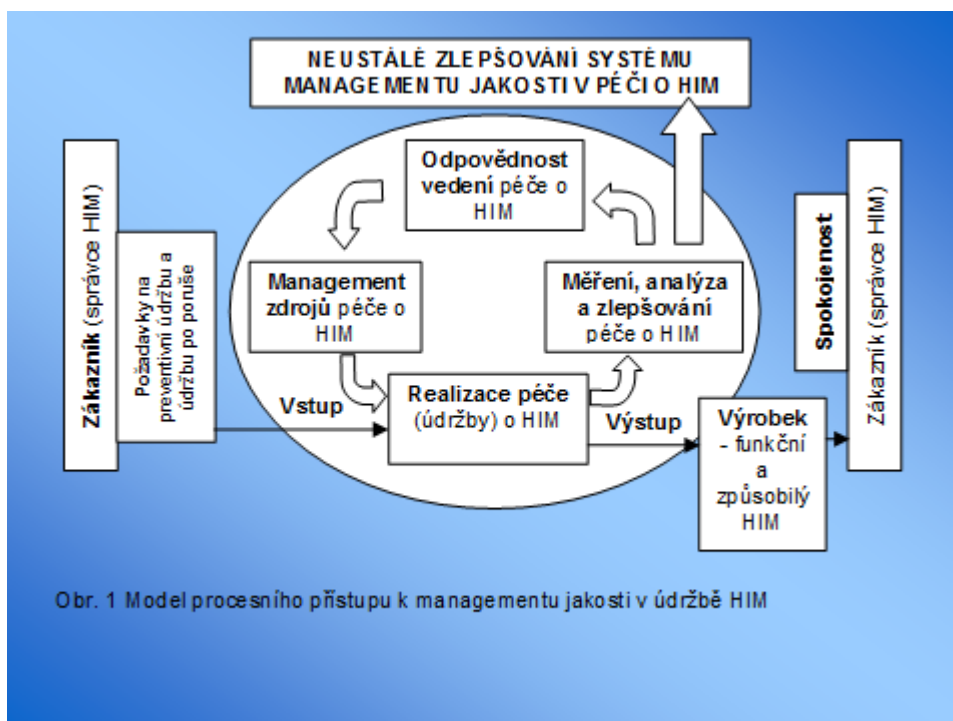 NEUSTÁLÉ ZLEPŠOVÁNÍ SYSTÉMU
MANAGEMENTU JAKOSTI V PÉČI O HIM
Zákazník (správce HIM)
Požadavky na
preventivní údržbu a
údržbu po poruše
Odpovědnost
vedení péče o
HIM
Management
zdrojů péče o
HIM
Měření, analýza
a zlepšování
péče o HIM
Vstup
Realizace péče
(údržby) o HIM
Výstup
Výrobek
- funkční
a
způsobilý
HIM
Spokojenost
Zákazník (správce HIM)
Obr. 1 Model procesního přístupu k managementu jakosti v údržbě HIM